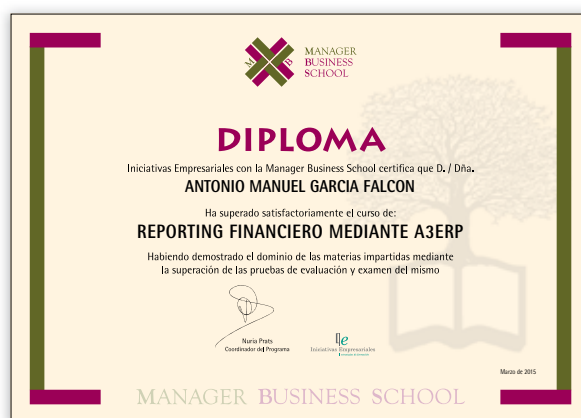 M B
MANAGER
BUSINESS
SCHOOL
DIPLOMA
Iniciativas Empresariales con la Manager Business School certifica que D. / Dña.
ANTONIO MANUEL GARCIA FALCON
Ha superado satisfactoriamente el curso de:
REPORTING FINANCIERO MEDIANTE A3ERP
Habiendo demostrado el dominio de las materias impartidas mediante
la superación de las pruebas de evaluación y examen del mismo
Nuria Prats
Coordinador del Programa
Ie
Iniciativas Empresariales
Marzo de 2015
MANAGER BUSINESS SCHOOL